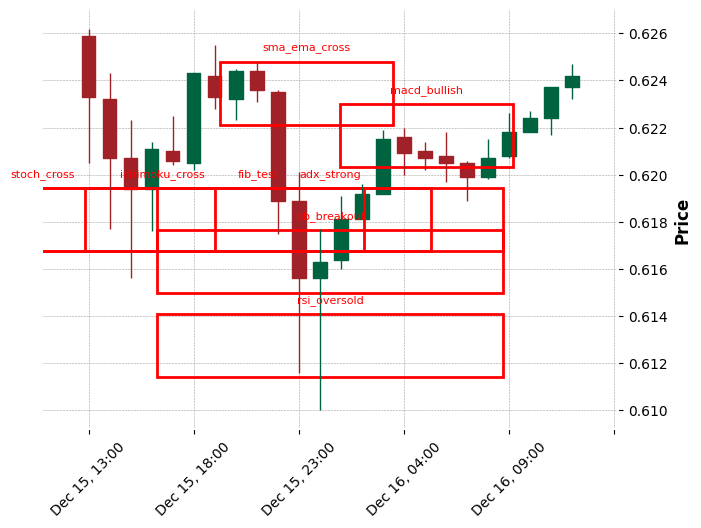 sma_ema_cross
macd_bullish
stoch_cross
fib_test
adx_strong
rsi_oversold
0.626
0.624
0.622
0.620
0.618
0.616
0.614
0.612
0.610
Price
Dec 15, 13:00
Dec 15, 18:00
Dec 15, 23:00
Dec 16, 04:00
Dec 16, 09:00